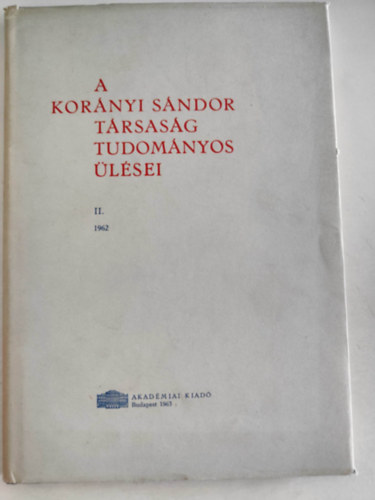 A
KORÁNYI SÁNDOR
TÁRSASÁG
TUDOMÁNYOS
ÜLÉSEI
II.
1962
AKADÉMIAI KIADÓ
Budapest 1963